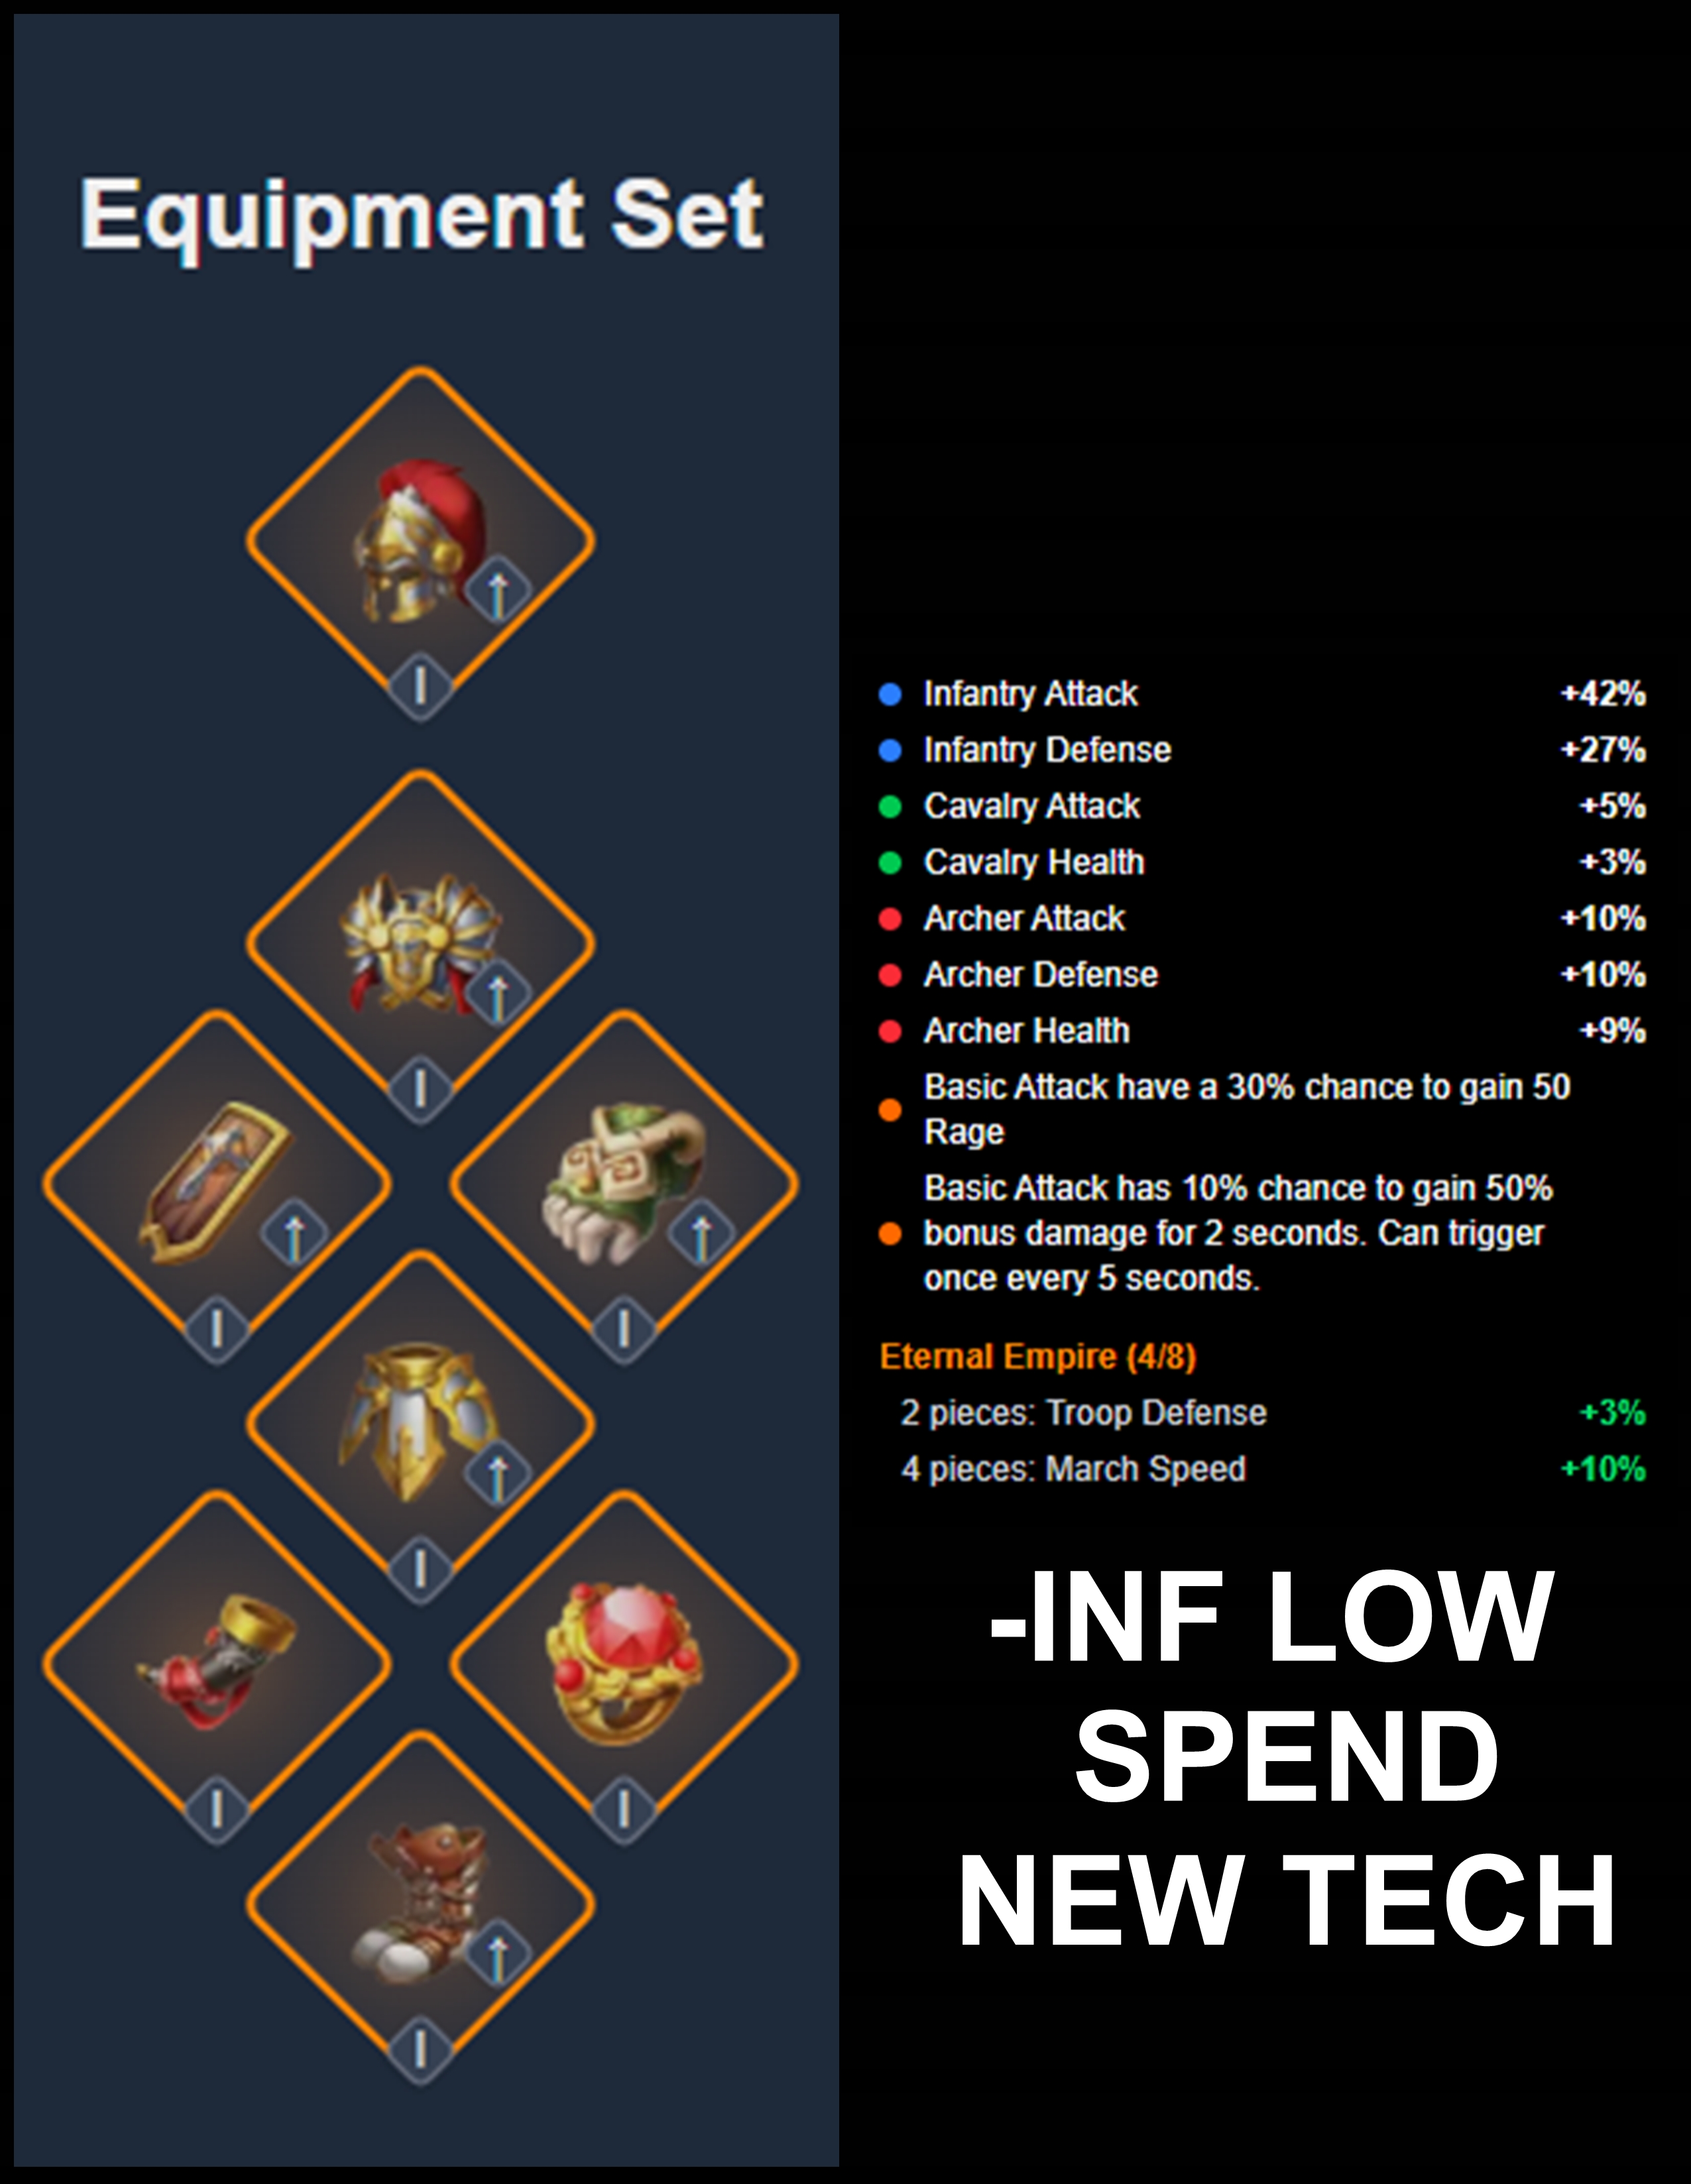 Equipment Set
↑
I
↑
I
↑
I
↑
I
↑
I
I
I
↑
I
Infantry Attack +42%
Infantry Defense +27%
Cavalry Attack +5%
Cavalry Health +3%
Archer Attack +10%
Archer Defense +10%
Archer Health +9%
Basic Attack have a 30% chance to gain 50
Rage
Basic Attack has 10% chance to gain 50%
bonus damage for 2 seconds. Can trigger
once every 5 seconds.
Eternal Empire (4/8)
2 pieces: Troop Defense +3%
4 pieces: March Speed +10%
-INF LOW
SPEND
NEW TECH